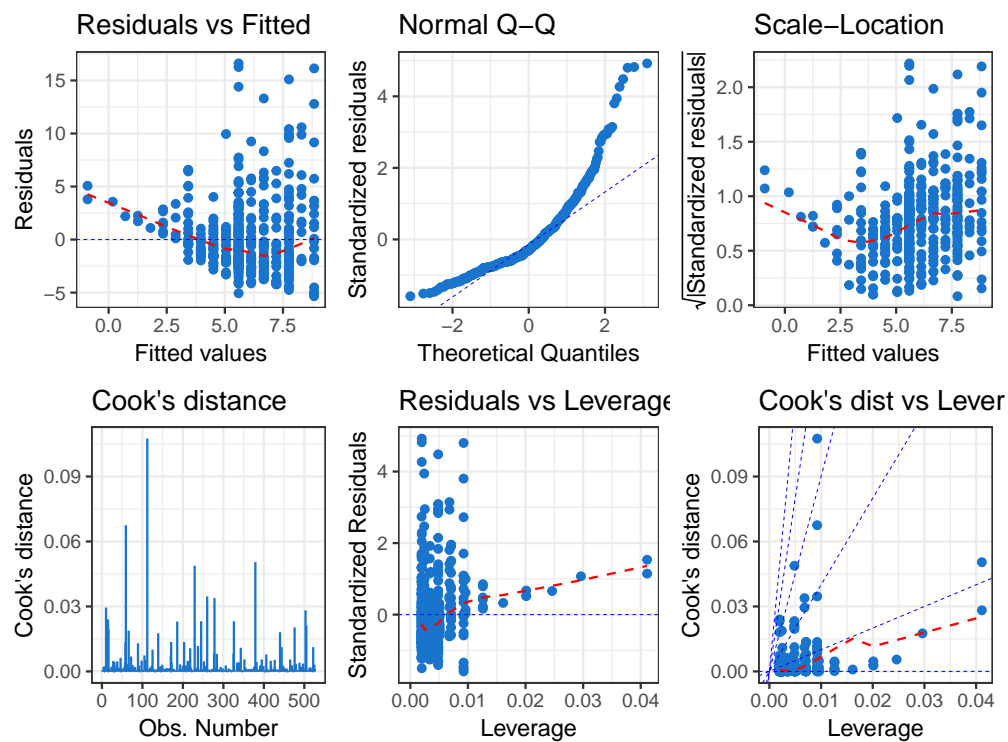 Residuals vs Fitted
Normal Q−Q
Scale−Location
Residuals
15
10
5
0
−5
0.0 2.5 5.0 7.5
Fitted values
Standardized residuals
4
2
0
−2 0 2
Theoretical Quantiles
√|Standardized residuals|
2.0
1.5
1.0
0.5
0.0
0.0 2.5 5.0 7.5
Fitted values
Cook's distance
Residuals vs Leverage
Cook's dist vs Lever
Cook's distance
0.09
0.06
0.03
0.00
0 100 200 300 400 500
Obs. Number
Standardized Residuals
4
2
0
0.00 0.01 0.02 0.03 0.04
Leverage
Cook's distance
0.09
0.06
0.03
0.00
0.00 0.01 0.02 0.03 0.04
Leverage